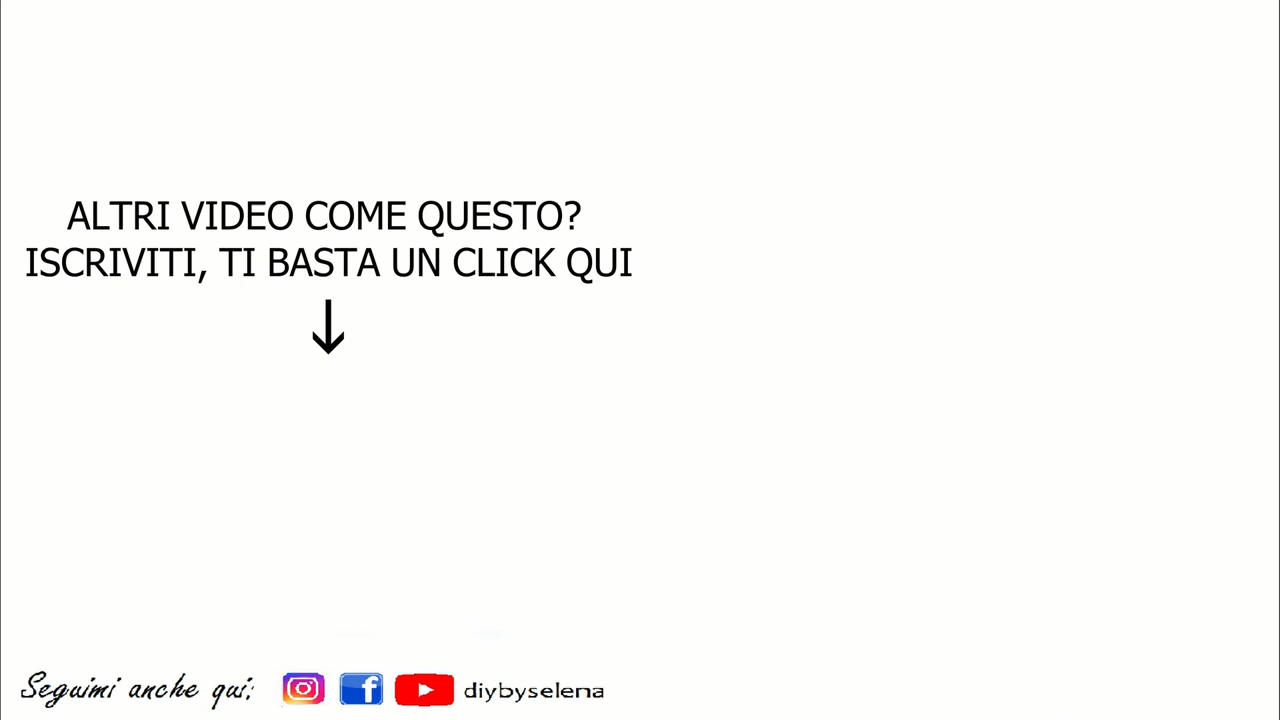 ALTRI VIDEO COME QUESTO?
ISCRIVITI, TI BASTA UN CLICK QUI
Seguimi anche qui: diybyselena